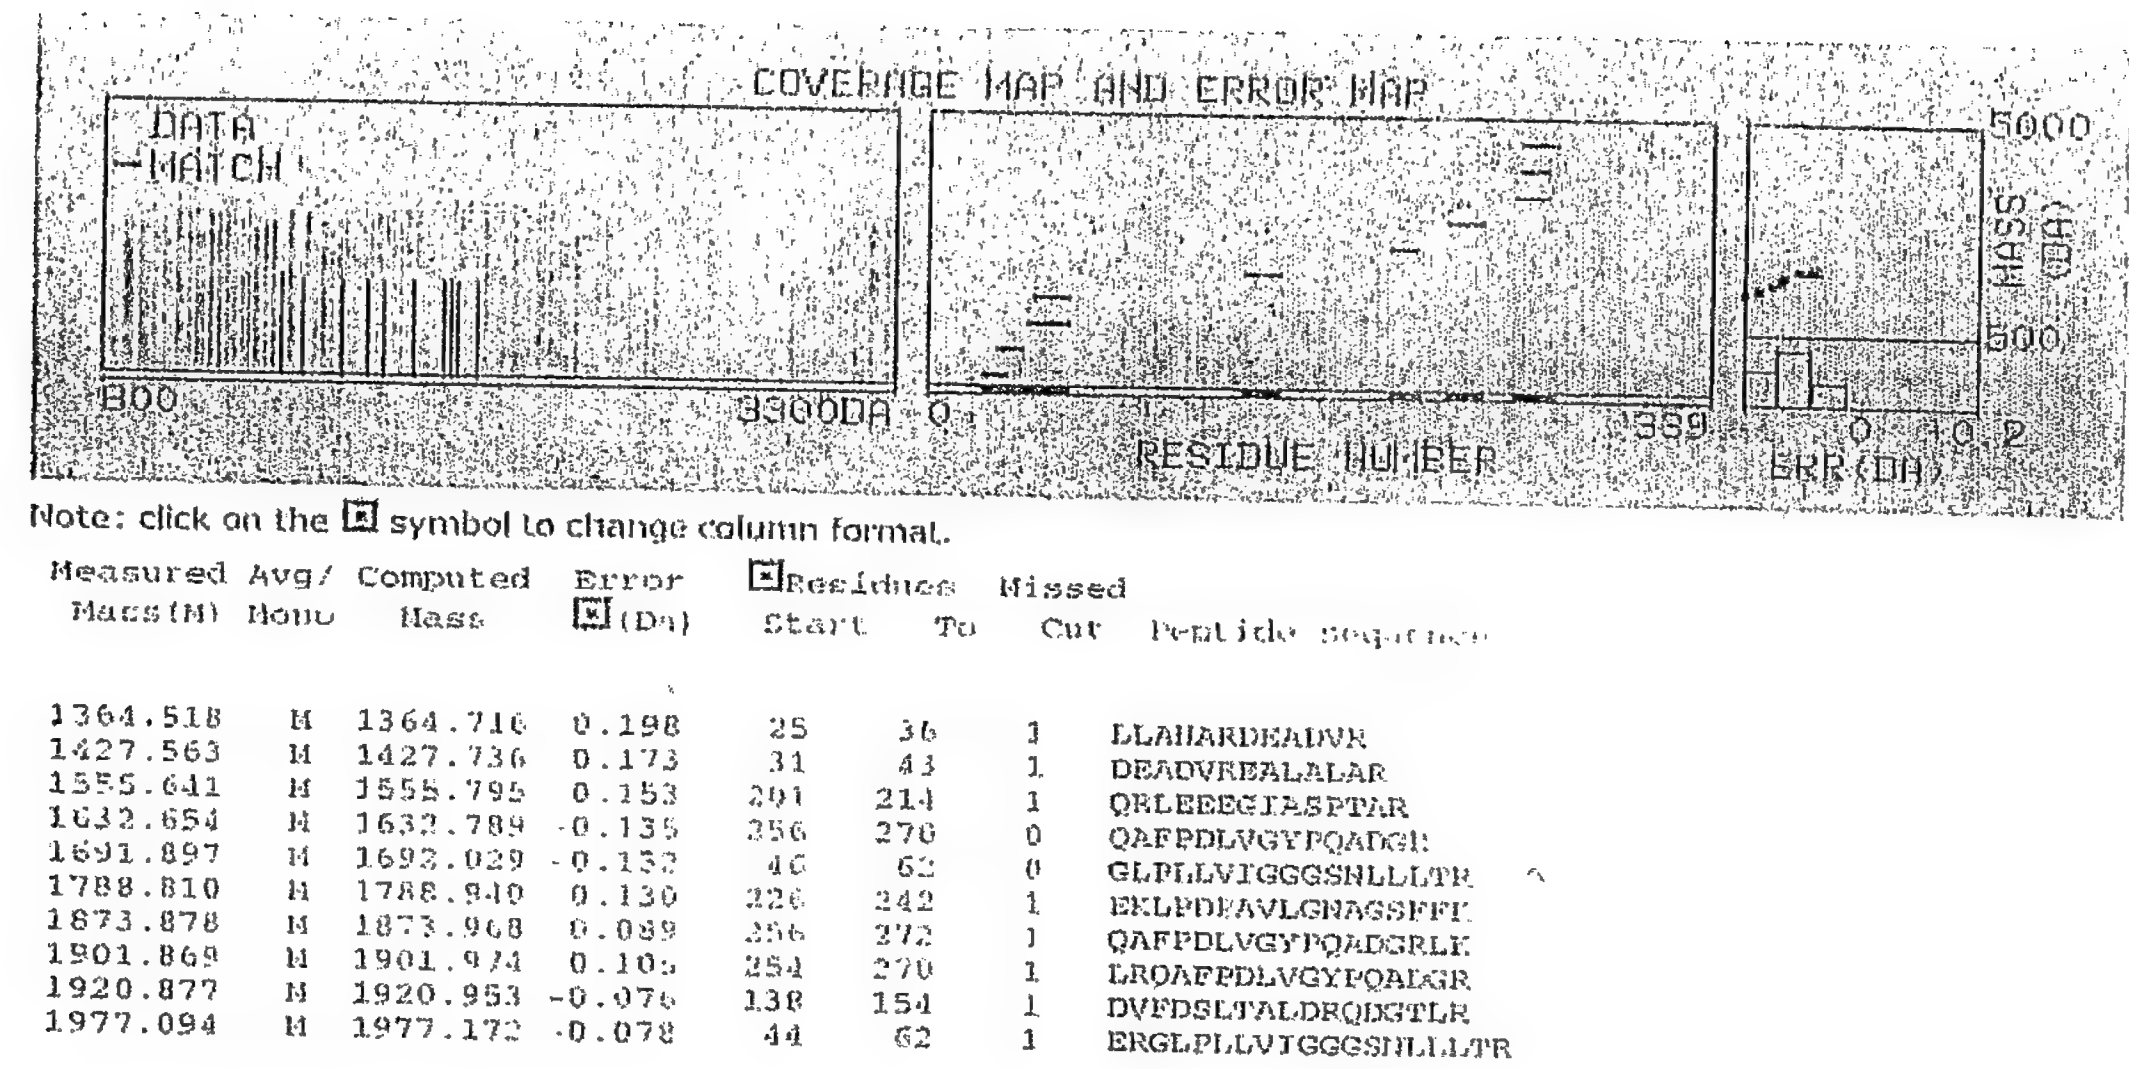 COVERAGE MAP AND ERROR MAP
DATA
MATCH
5000
MASS (DA)
500
800 3300DA
0 339
RESIDUE NUMBER
0 0.2
ERR(DA)
Note: click on the symbol to change column format.
Measured Avg/ Computed Error Residues Missed
Mass(M) Mono Mass (Da) Start To Cut Peptide sequence
1364.518 M 1364.716 0.198 25 36 1 LLAHARDEADVR
1427.563 M 1427.736 0.173 31 43 1 DEADVREALALAR
1555.641 M 1555.795 0.153 201 214 1 QRLEEEGIASPTAR
1632.654 M 1632.789 -0.135 256 270 0 QAFPDLVGYPQADGR
1691.897 M 1692.029 -0.132 46 62 0 GLPLLVIGGGSNLLLTR
1788.810 M 1788.940 0.130 226 242 1
1873.878 M 1873.968 0.089 256 272 1 QAFPDLVGYPQADGRLK
1901.869 M 1901.974 0.105 254 270 1 LRQAFPDLVGYPQADGR
1920.877 M 1920.953 -0.076 138 154 1 DVFDSLTALDRQDGTLR
1977.094 M 1977.172 -0.078 44 62 1 ERGLPLLVIGGGSNLLLTR